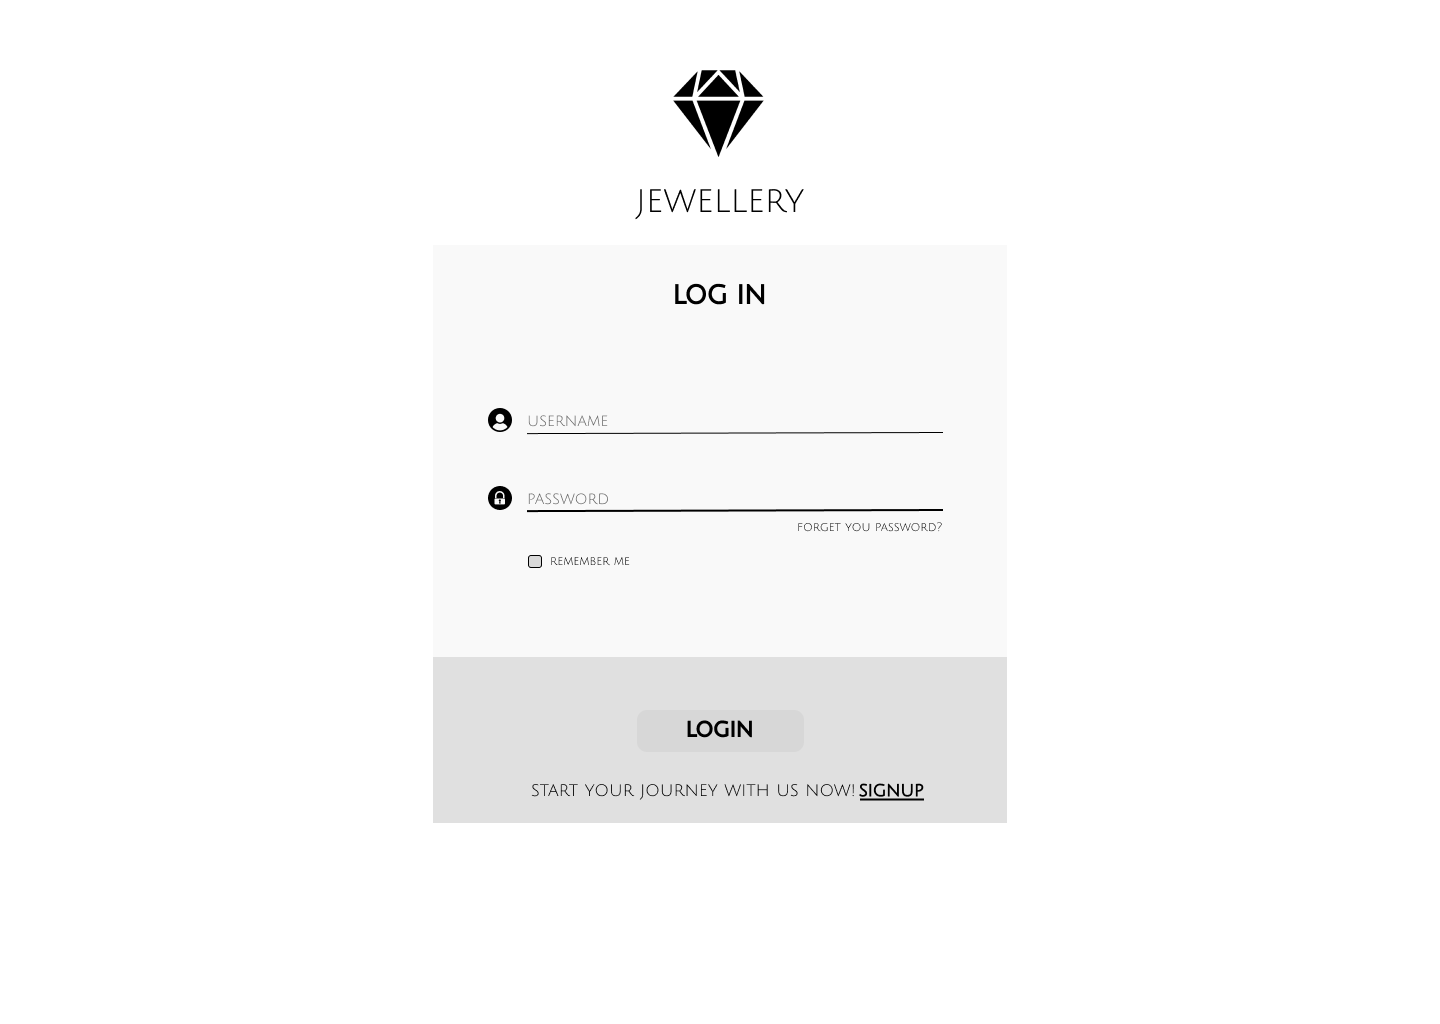 JEWELLERY
LOG IN
USERNAME
PASSWORD
FORGET YOU PASSWORD?
REMEMBER ME
LOGIN
START YOUR JOURNEY WITH US NOW! SIGNUP